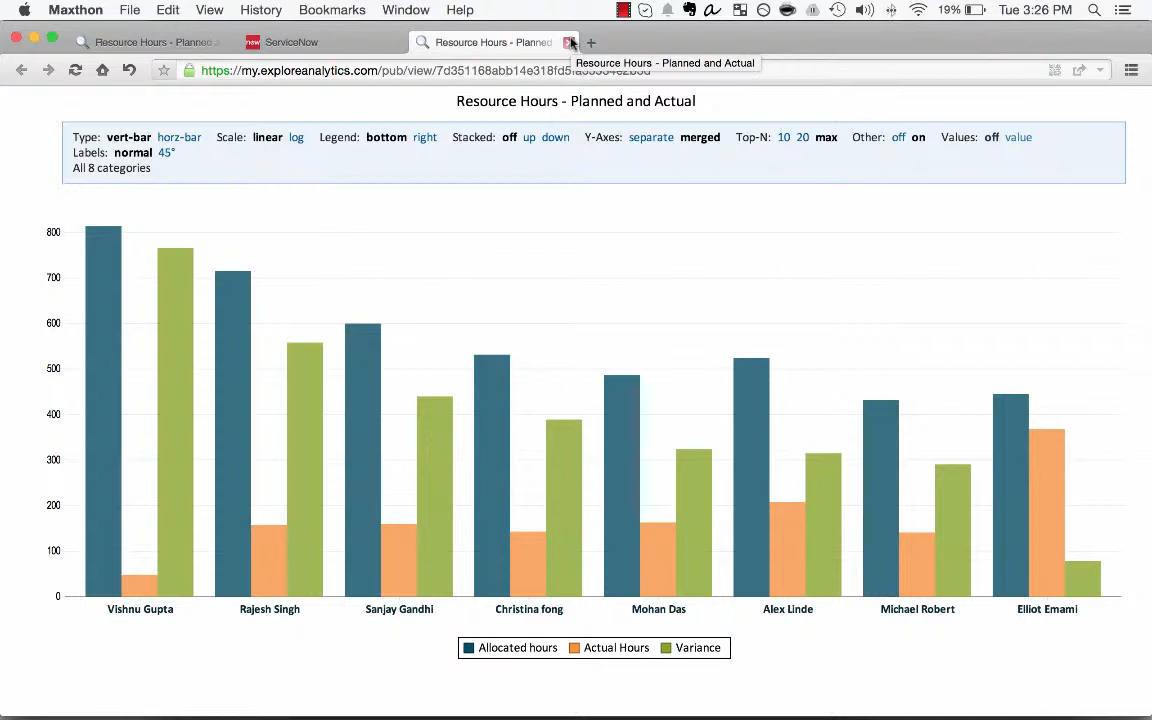 Maxthon File Edit View History Bookmarks Window Help 19% Tue 3:26 PM
Resource Hours - Planned a ServiceNow Resource Hours - Planned
https://my.exploreanalytics.com/pub/view/7d351168abb14e318fd5
Resource Hours - Planned and Actual
Resource Hours - Planned and Actual
Type: vert-bar horz-bar Scale: linear log Legend: bottom right Stacked: off up down Y-Axes: separate merged Top-N: 10 20 max Other: off on Values: off value
Labels: normal 45°
All 8 categories
800
700
600
500
400
300
200
100
0
Vishnu Gupta Rajesh Singh Sanjay Gandhi Christina fong Mohan Das Alex Linde Michael Robert Elliot Emami
Allocated hours Actual Hours Variance